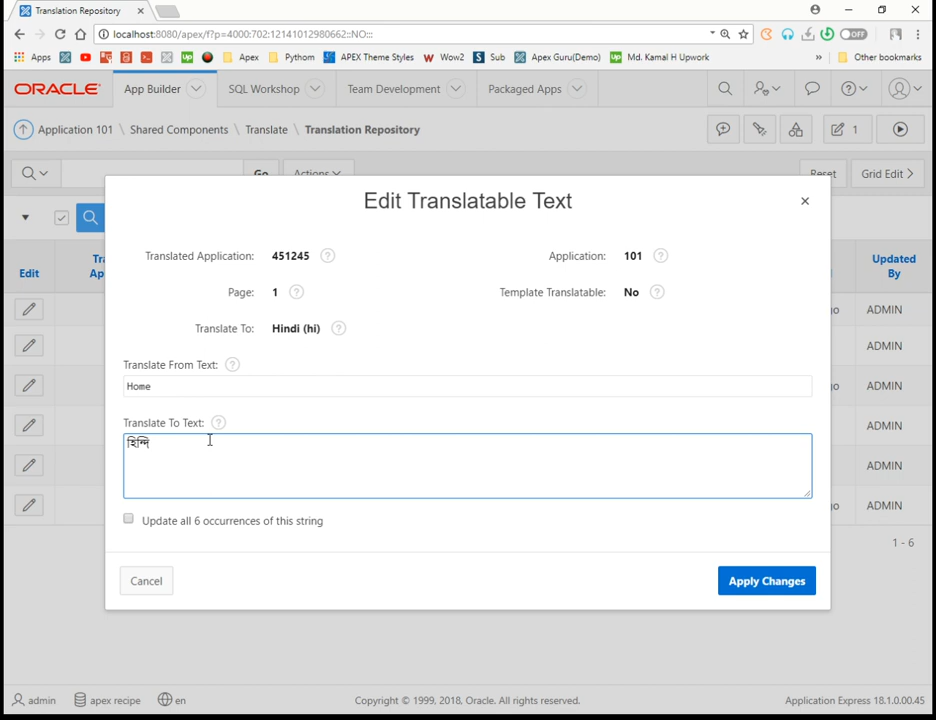 Translation Repository
localhost:8080/apex/f?p=4000:702:12141012980662::NO:::
OFF
Apps
Up
Apex
Pythom
APEX Theme Styles
Wow2
Sub
Apex Guru(Demo)
Md. Kamal H Upwork
»
Other bookmarks
ORACLE
App Builder
SQL Workshop
Team Development
Packaged Apps
Application 101 \ Shared Components \ Translate \ Translation Repository
1
Go
Actions
Reset
Grid Edit
Edit Translatable Text
Translated Application: 451245
Application: 101
Page: 1
Template Translatable: No
Translate To: Hindi (hi)
Translate From Text:
Home
Translate To Text:
হিন্দি
Update all 6 occurrences of this string
Cancel
Apply Changes
Edit
Updated By
ADMIN
ADMIN
ADMIN
ADMIN
ADMIN
ADMIN
1 - 6
admin
apex recipe
en
Copyright © 1999, 2018, Oracle. All rights reserved.
Application Express 18.1.0.00.45